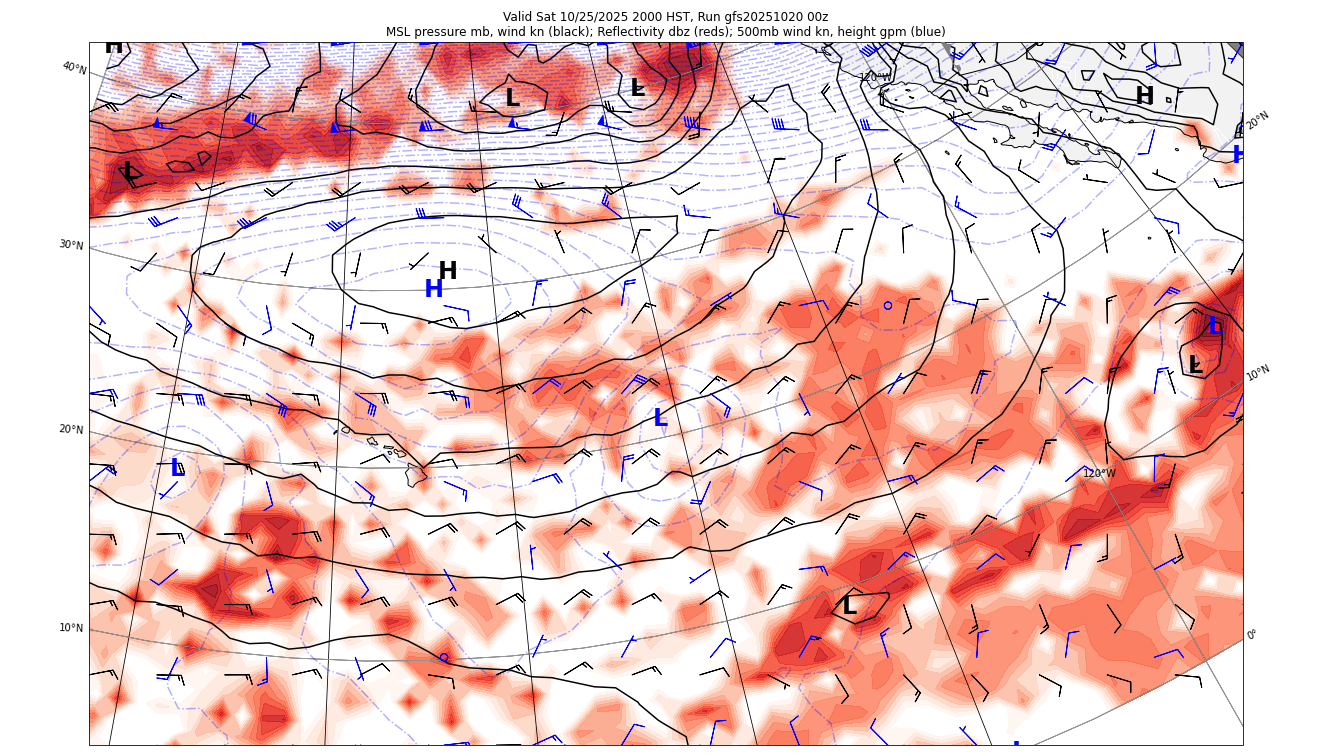 Valid Sat 10/25/2025 2000 HST, Run gfs20251020 00z
MSL pressure mb, wind kn (black); Reflectivity dbz (reds); 500mb wind kn, height gpm (blue)
H
40°N
120°W
L
L
H
20°N
H
L
30°N
H
H
L
L
10°N
20°N
L
L
120°W
L
10°N
0°